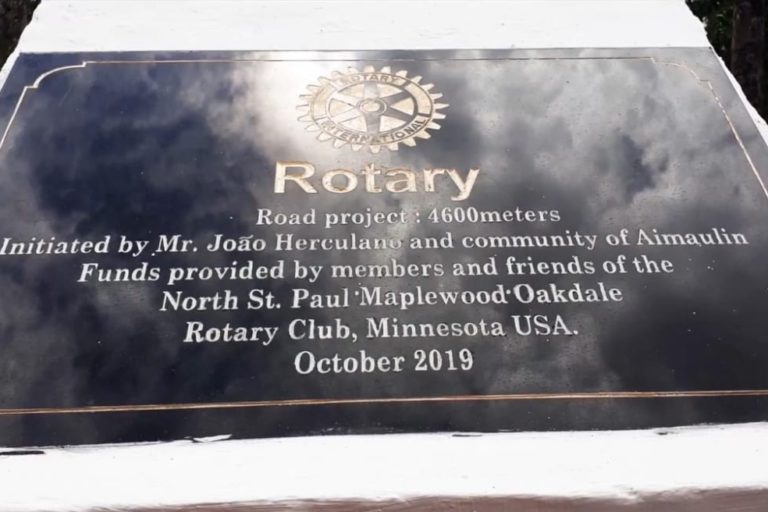 ROTARY
INTERNATIONAL
Rotary
Road project : 4600meters
Initiated by Mr. João Herculano and community of Aimaulin
Funds provided by members and friends of the
North St. Paul Maplewood Oakdale
Rotary Club, Minnesota USA.
October 2019